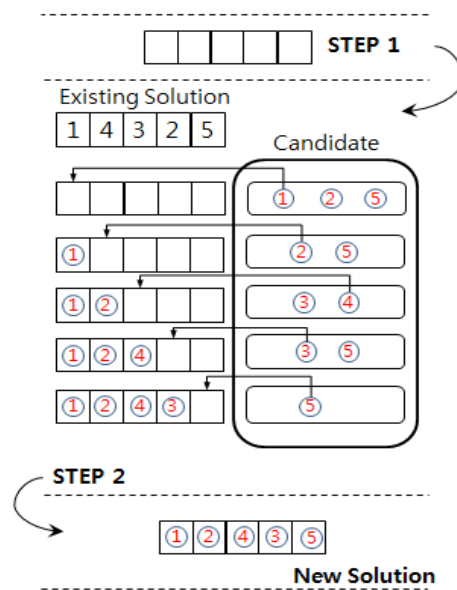 STEP 1
Existing Solution
1 4 3 2 5
Candidate
1 2 5
1 2 5
1 2 3 4
1 2 4 3 5
1 2 4 3 5
STEP 2
1 2 4 3 5
New Solution